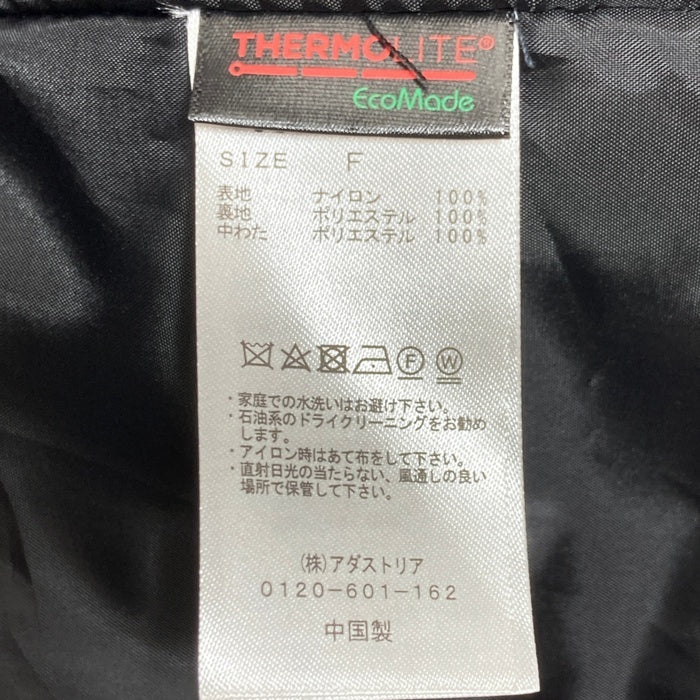 THERMOLITE®
EcoMade
SIZE F
表地 ナイロン 100%
裏地 ポリエステル 100%
中わた ポリエステル 100%
F W
・家庭での水洗いはお避け下さい。
・石油系のドライクリーニングをお勧め
します。
・アイロン時はあて布をして下さい。
・直射日光の当たらない、風通しの良い
場所で保管して下さい。
(株)アダストリア
0120-601-162
中国製